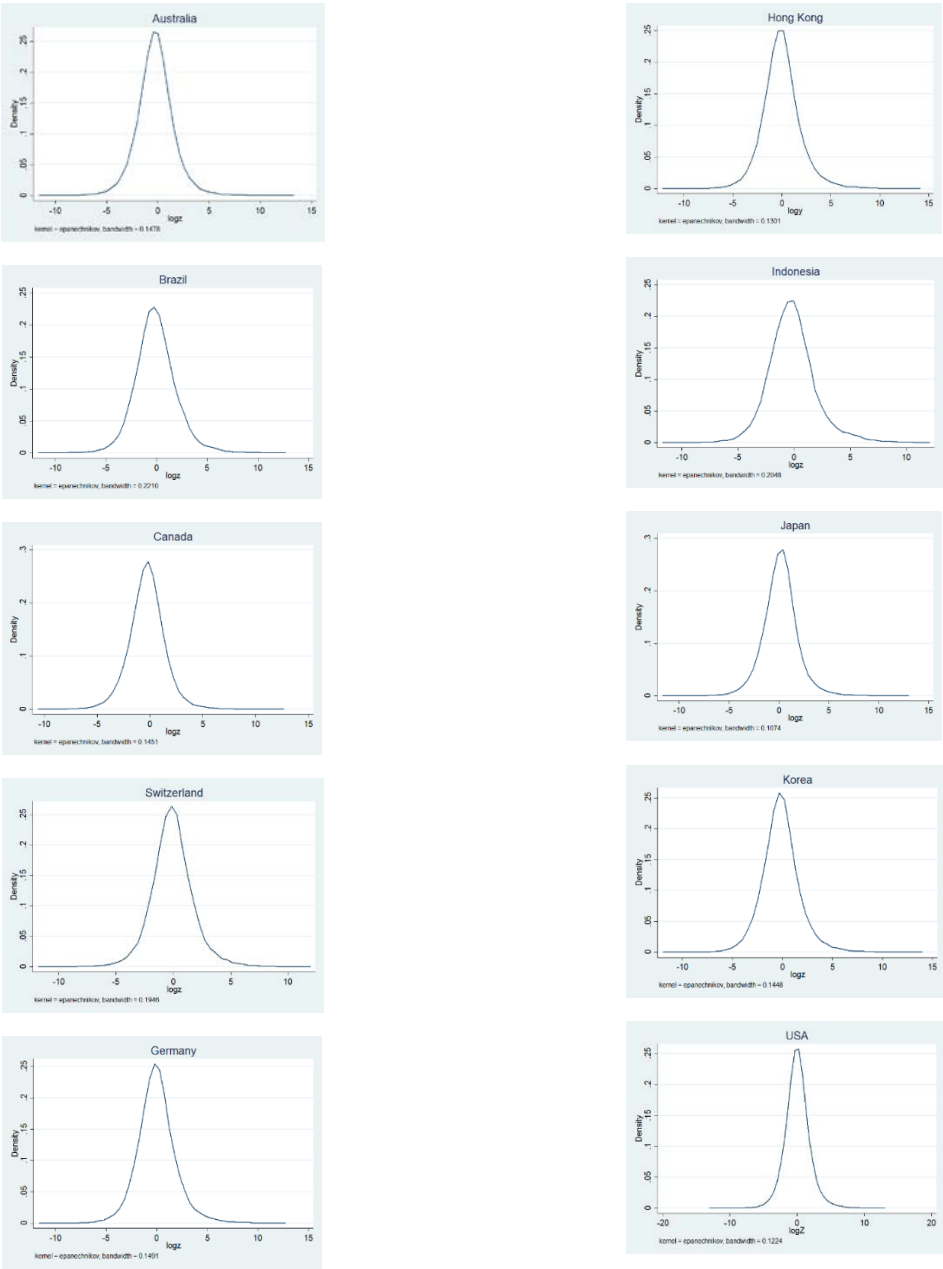 Australia
.25
.2
.15
.1
.05
0
Density
-10 -5 0 5 10 15
logz
kernel = epanechnikov, bandwidth = 0.1478
Brazil
.25
.2
.15
.1
.05
0
Density
-10 -5 0 5 10 15
logz
kernel = epanechnikov, bandwidth = 0.2210
Canada
.3
.2
.1
0
Density
-10 -5 0 5 10 15
logz
kernel = epanechnikov, bandwidth = 0.1451
Switzerland
.25
.2
.15
.1
.05
0
Density
-10 -5 0 5 10
logz
kernel = epanechnikov, bandwidth = 0.1946
Germany
.25
.2
.15
.1
.05
0
Density
-10 -5 0 5 10 15
logz
kernel = epanechnikov, bandwidth = 0.1491
Hong Kong
.25
.2
.15
.1
.05
0
Density
-10 -5 0 5 10 15
logy
kernel = epanechnikov, bandwidth = 0.1301
Indonesia
.25
.2
.15
.1
.05
0
Density
-10 -5 0 5 10
logz
kernel = epanechnikov, bandwidth = 0.2046
Japan
.3
.2
.1
0
Density
-10 -5 0 5 10 15
logz
kernel = epanechnikov, bandwidth = 0.1074
Korea
.25
.2
.15
.1
.05
0
Density
-10 -5 0 5 10 15
logz
kernel = epanechnikov, bandwidth = 0.1448
USA
.25
.2
.15
.1
.05
0
Density
-20 -10 0 10 20
logZ
kernel = epanechnikov, bandwidth = 0.1224